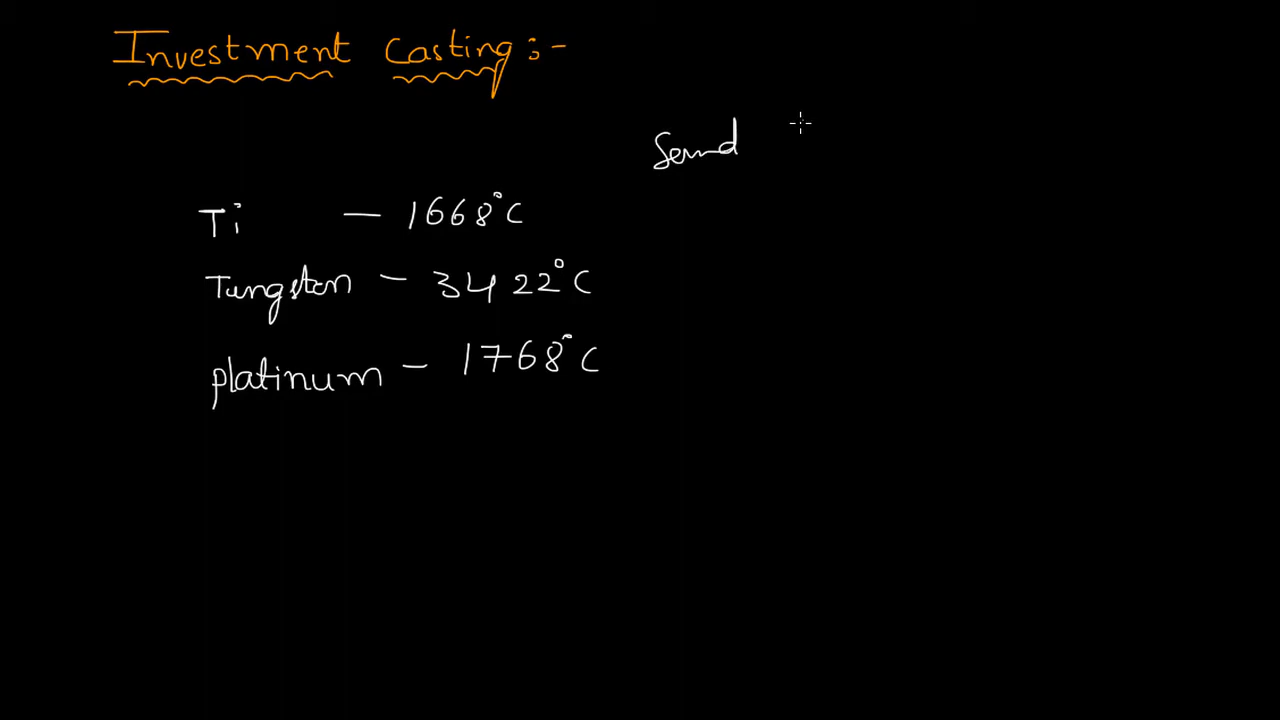 Investment Casting :-
Sand
Ti — 1668°C
Tungsten — 3422°C
platinum — 1768°C